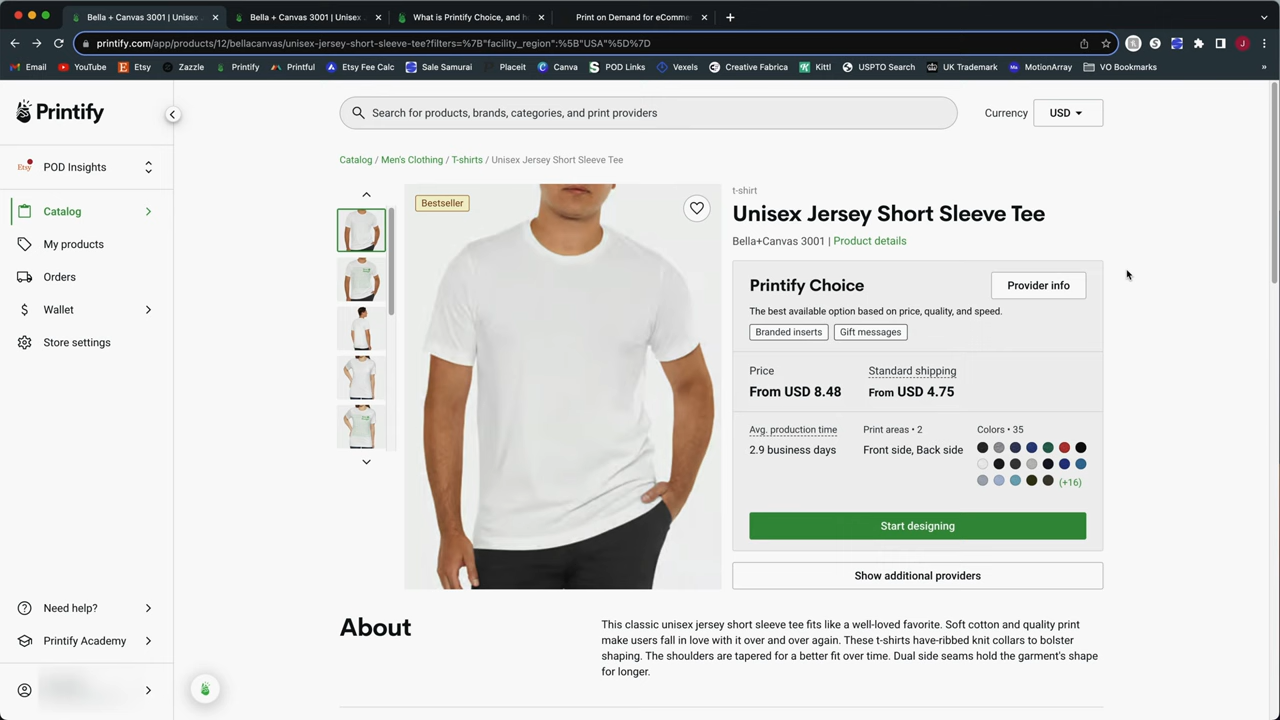 Bella + Canvas 3001 | Unisex
Bella + Canvas 3001 | Unisex
What is Printify Choice, and h
Print on Demand for eComme
printify.com/app/products/12/bellacanvas/unisex-jersey-short-sleeve-tee?filters=%7B"facility_region":%5B"USA"%5D%7D
Email
YouTube
Etsy
Zazzle
Printify
Printful
Etsy Fee Calc
Sale Samurai
Placeit
Canva
POD Links
Vexels
Creative Fabrica
Kittl
USPTO Search
UK Trademark
MotionArray
VO Bookmarks
»
Printify
Search for products, brands, categories, and print providers
Currency
USD
Etsy
POD Insights
Catalog
My products
Orders
Wallet
Store settings
Need help?
Printify Academy
Catalog / Men's Clothing / T-shirts / Unisex Jersey Short Sleeve Tee
Bestseller
t-shirt
Unisex Jersey Short Sleeve Tee
Bella+Canvas 3001 | Product details
Printify Choice
Provider info
The best available option based on price, quality, and speed.
Branded inserts
Gift messages
Price
Standard shipping
From USD 8.48
From USD 4.75
Avg. production time
Print areas • 2
Colors • 35
2.9 business days
Front side, Back side
(+16)
Start designing
Show additional providers
About
This classic unisex jersey short sleeve tee fits like a well-loved favorite. Soft cotton and quality print
make users fall in love with it over and over again. These t-shirts have-ribbed knit collars to bolster
shaping. The shoulders are tapered for a better fit over time. Dual side seams hold the garment's shape
for longer.